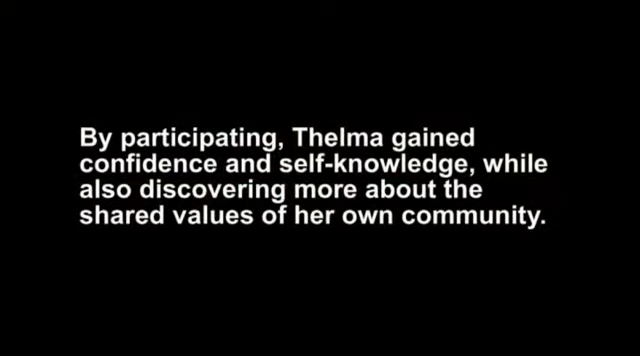 By participating, Thelma gained
confidence and self-knowledge, while
also discovering more about the
shared values of her own community.